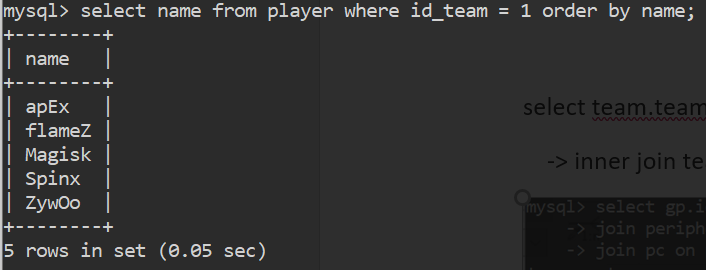 mysql> select name from player where id_team = 1 order by name;
+--------+
| name   |
+--------+
| apEx   |
| flameZ |
| Magisk |
| Spinx  |
| ZywOo  |
+--------+
5 rows in set (0.05 sec)
select team.team
-> inner join te
mysql> select gp.i
-> join periph
-> join pc on